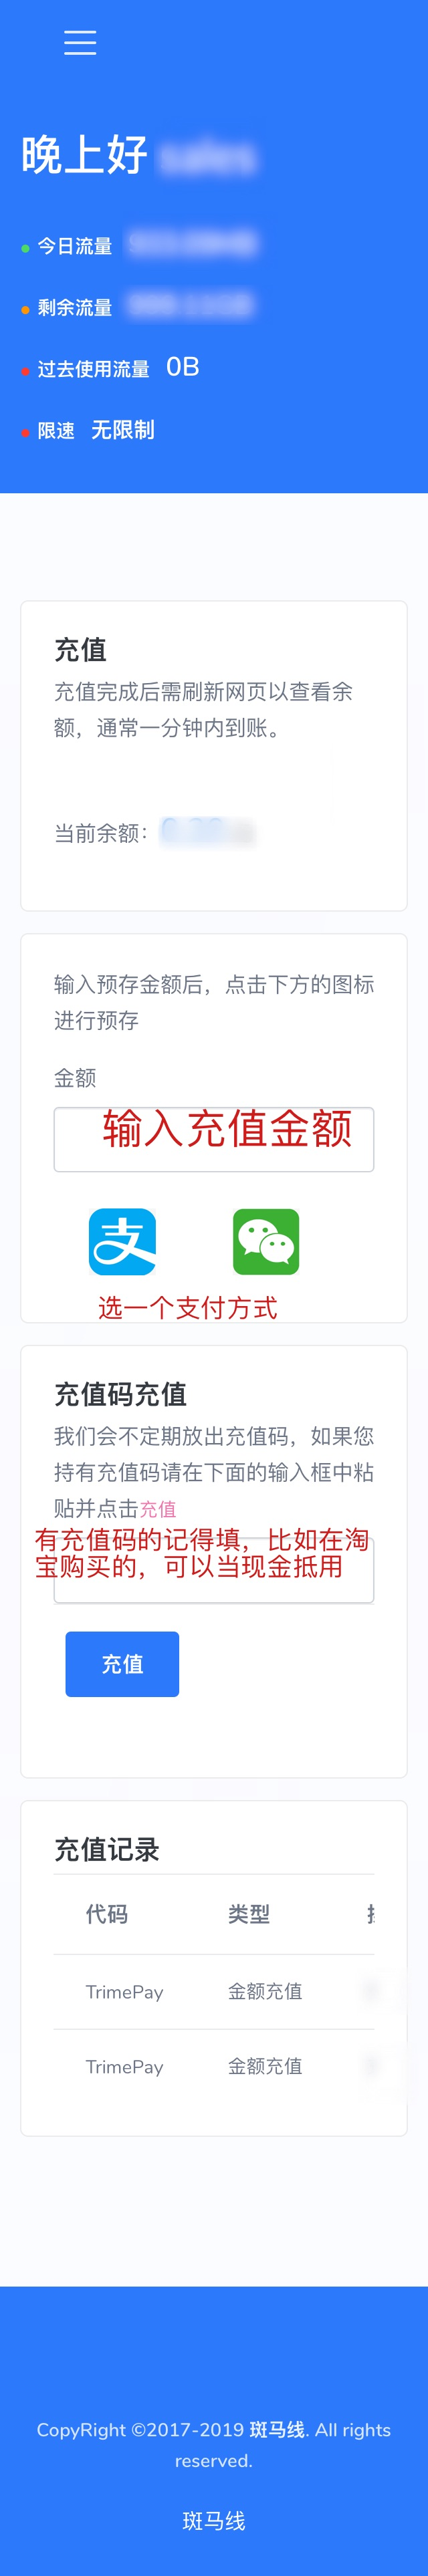 晚上好
今日流量
剩余流量
过去使用流量 0B
限速 无限制
充值
充值完成后需刷新网页以查看余
额，通常一分钟内到账。
当前余额：
输入预存金额后，点击下方的图标
进行预存
金额
输入充值金额
支
选一个支付方式
充值码充值
我们会不定期放出充值码，如果您
持有充值码请在下面的输入框中粘
贴并点击充值
有充值码的记得填，比如在淘
宝购买的，可以当现金抵用
充值
充值记录
代码 类型
TrimePay 金额充值
TrimePay 金额充值
CopyRight ©2017-2019 斑马线. All rights
reserved.
斑马线